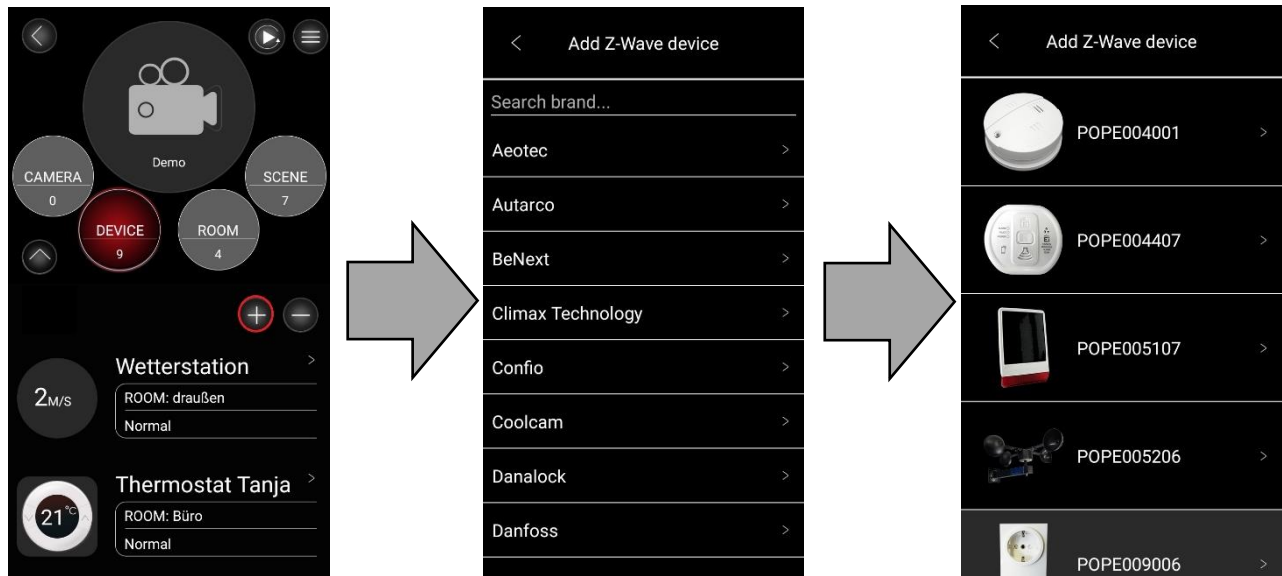 Demo
CAMERA
0
DEVICE
9
ROOM
4
SCENE
7
Wetterstation
2M/S
ROOM: draußen
Normal
Thermostat Tanja
21°C
ROOM: Büro
Normal
Add Z-Wave device
Search brand...
Aeotec
Autarco
BeNext
Climax Technology
Confio
Coolcam
Danalock
Danfoss
Add Z-Wave device
POPE004001
POPE004407
POPE005107
POPE005206
POPE009006